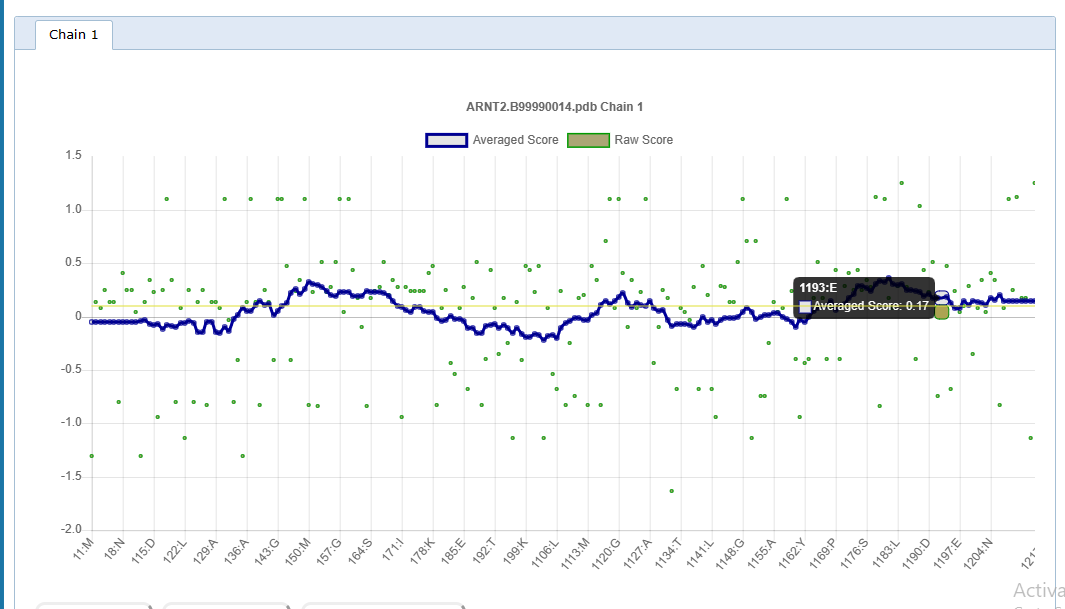 Chain 1
ARNT2.B99990014.pdb Chain 1
Averaged Score Raw Score
1.5
1.0
0.5
0
-0.5
-1.0
-1.5
-2.0
1193:E
Averaged Score: 0.17
11:M 18:N 115:D 122:L 129:A 136:A 143:G 150:M 157:G 164:S 171:I 178:K 185:E 192:T 199:K 1106:L 1113:M 1120:G 1127:A 1134:T 1141:L 1148:G 1155:A 1162:Y 1169:P 1176:S 1183:L 1190:D 1197:E 1204:N